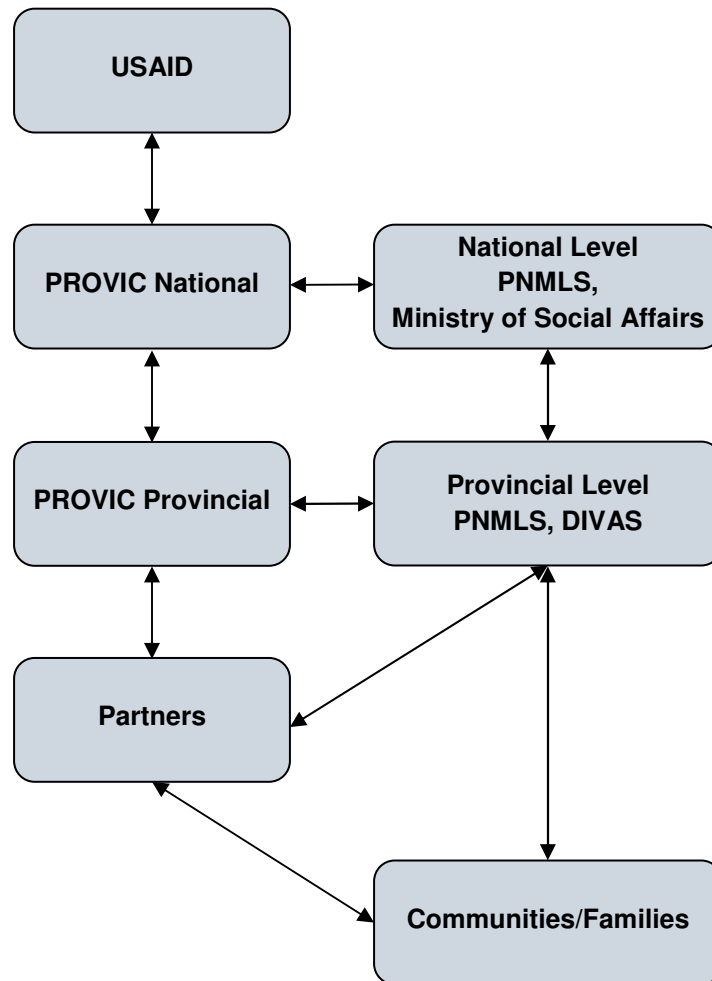 USAID
PROVIC National
National Level
PNMLS,
Ministry of Social Affairs
PROVIC Provincial
Provincial Level
PNMLS, DIVAS
Partners
Communities/Families